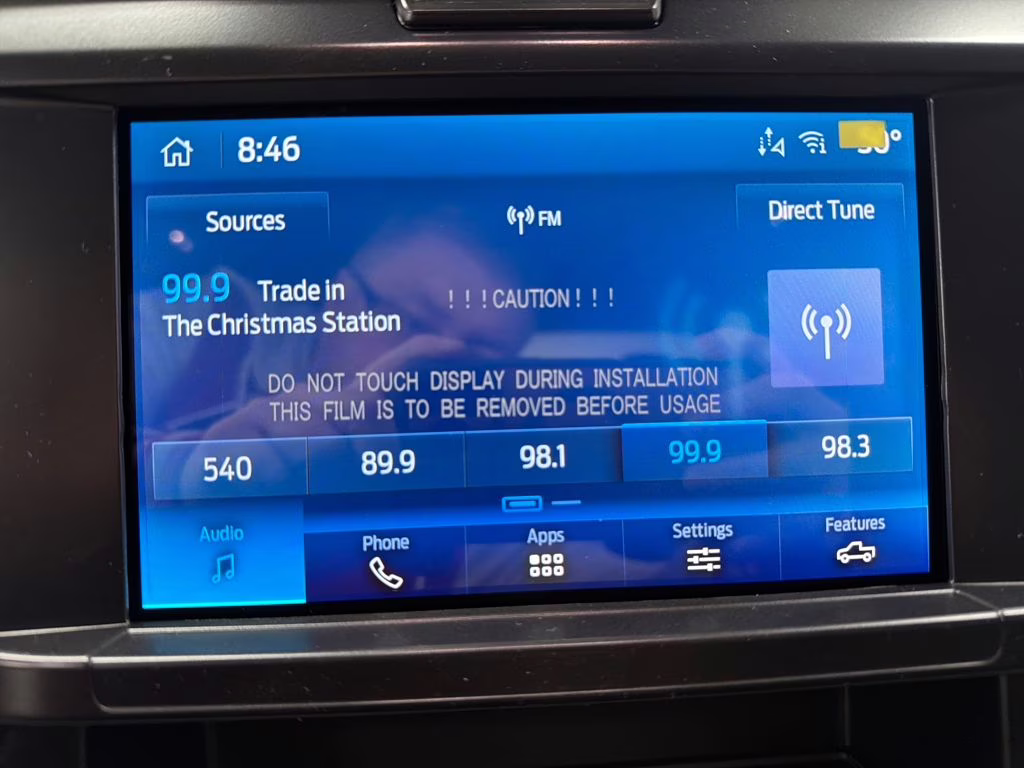 8:46
Sources
FM
Direct Tune
99.9 Trade in
The Christmas Station
! ! ! CAUTION ! ! !
DO NOT TOUCH DISPLAY DURING INSTALLATION
THIS FILM IS TO BE REMOVED BEFORE USAGE
540 89.9 98.1 99.9 98.3
Audio Phone Apps Settings Features